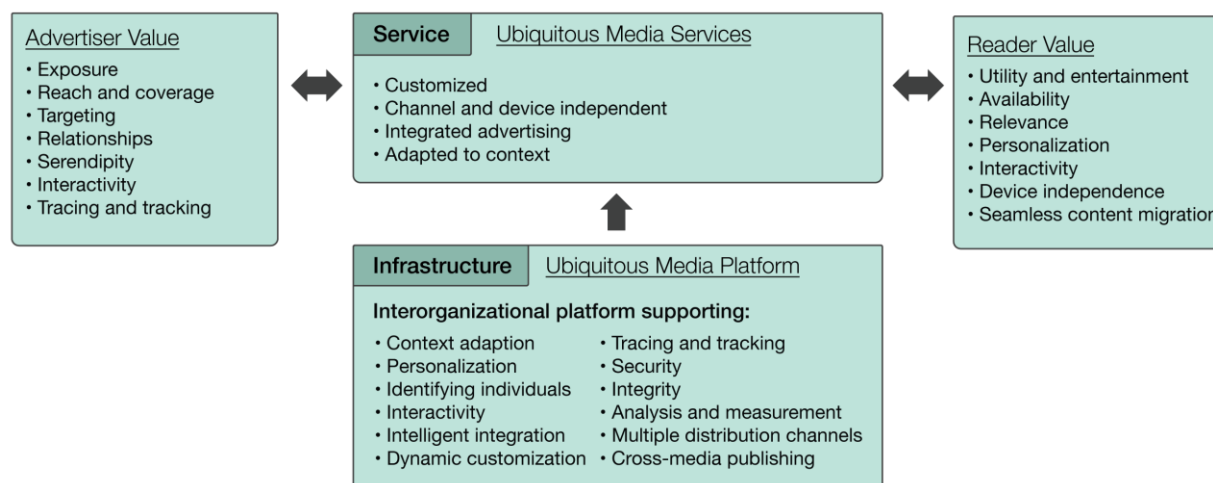 Advertiser Value
• Exposure
• Reach and coverage
• Targeting
• Relationships
• Serendipity
• Interactivity
• Tracing and tracking
Service
Ubiquitous Media Services
• Customized
• Channel and device independent
• Integrated advertising
• Adapted to context
Reader Value
• Utility and entertainment
• Availability
• Relevance
• Personalization
• Interactivity
• Device independence
• Seamless content migration
Infrastructure
Ubiquitous Media Platform
Interorganizational platform supporting:
• Context adaption
• Personalization
• Identifying individuals
• Interactivity
• Intelligent integration
• Dynamic customization
• Tracing and tracking
• Security
• Integrity
• Analysis and measurement
• Multiple distribution channels
• Cross-media publishing